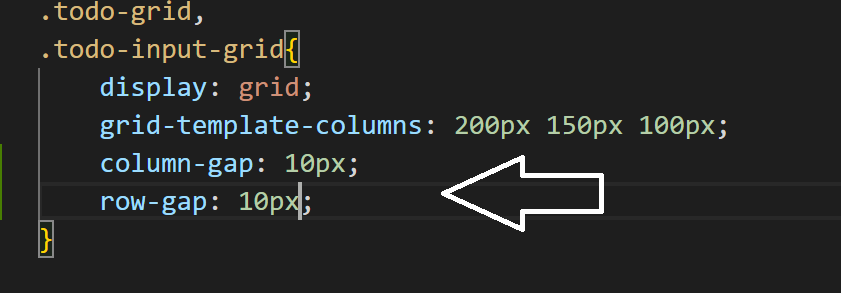 .todo-grid,
.todo-input-grid{
display: grid;
grid-template-columns: 200px 150px 100px;
column-gap: 10px;
row-gap: 10px;
}